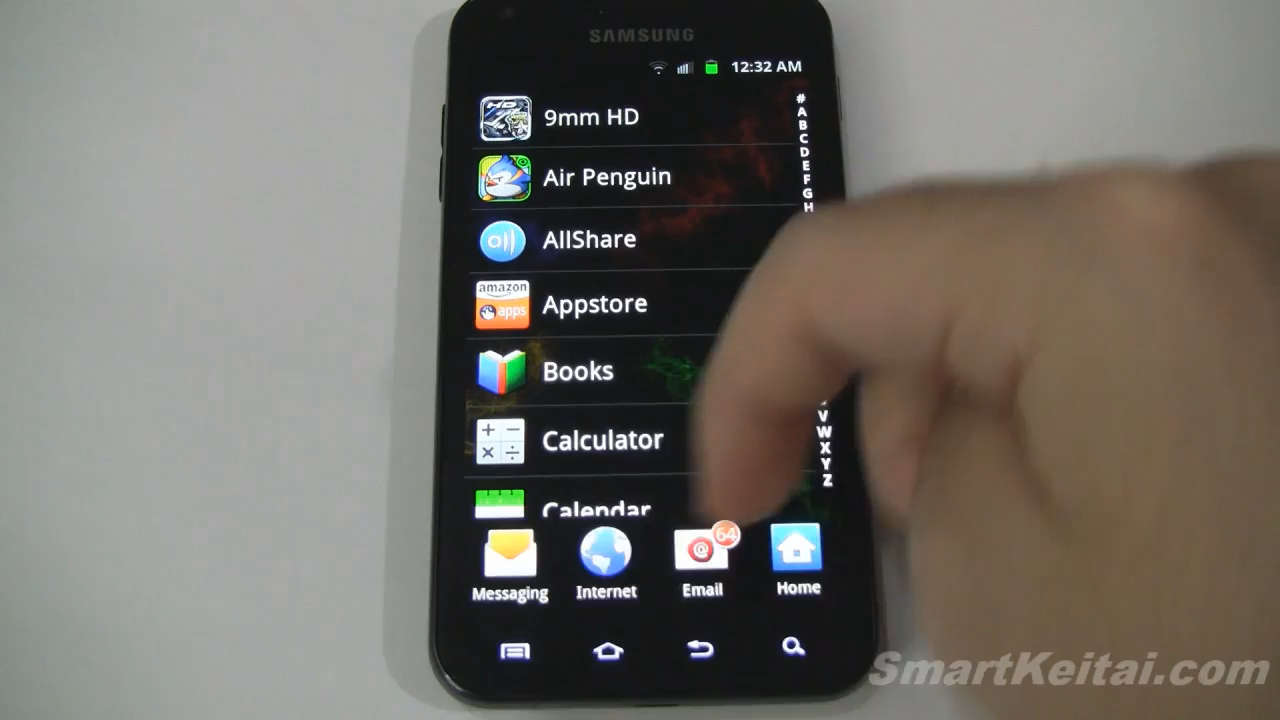 SAMSUNG
12:32 AM
HD
9mm HD
#
A
B
C
D
E
F
G
H
Air Penguin
AllShare
amazon
apps
Appstore
Books
Calculator
Calendar
V
W
X
Y
Z
64
@
Messaging
Internet
Email
Home
SmartKeitai.com